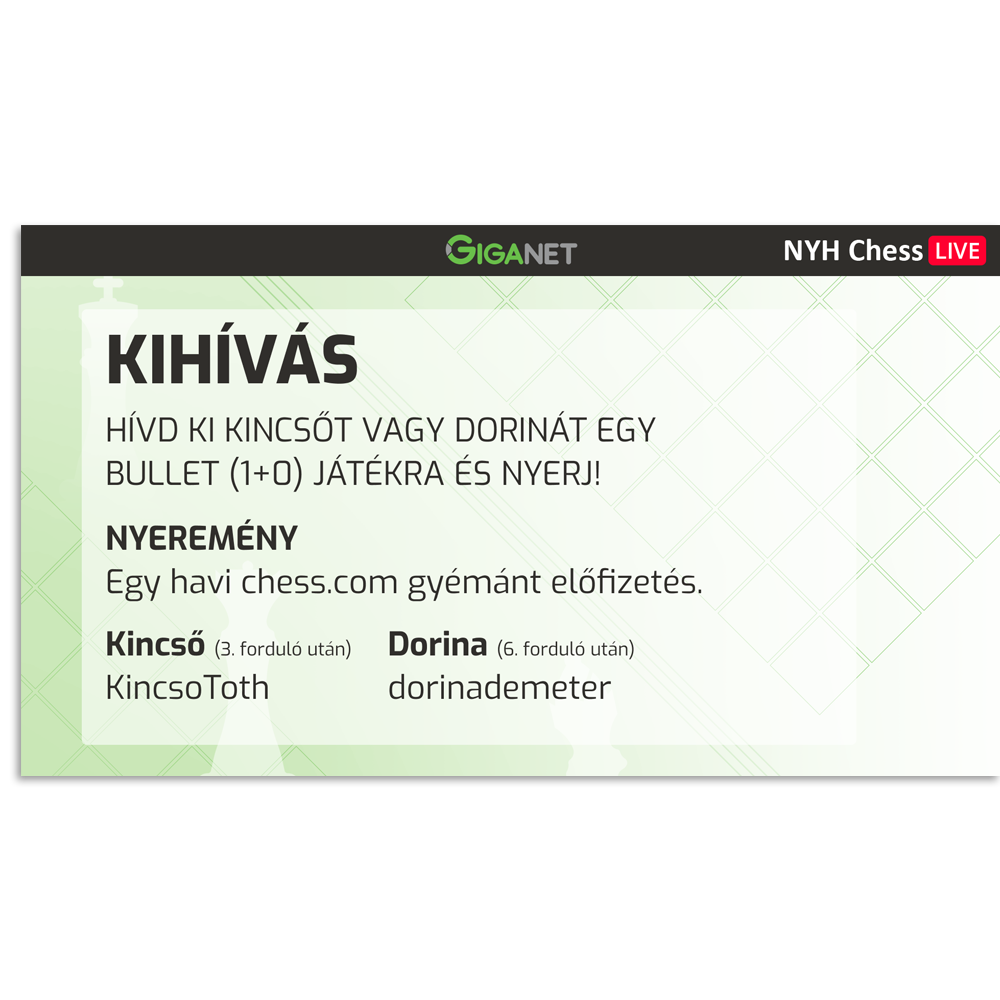 GIGANET
NYH Chess LIVE
KIHÍVÁS
HÍVD KI KINCSŐT VAGY DORINÁT EGY
BULLET (1+0) JÁTÉKRA ÉS NYERJ!
NYEREMÉNY
Egy havi chess.com gyémánt előfizetés.
Kincső (3. forduló után)
KincsoToth
Dorina (6. forduló után)
dorinademeter